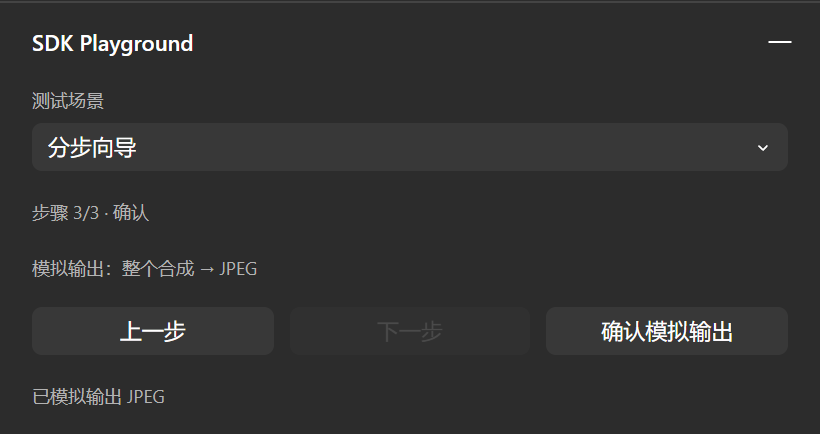 SDK Playground
测试场景
分步向导
步骤 3/3 · 确认
模拟输出：整个合成 → JPEG
上一步 下一步 确认模拟输出
已模拟输出 JPEG